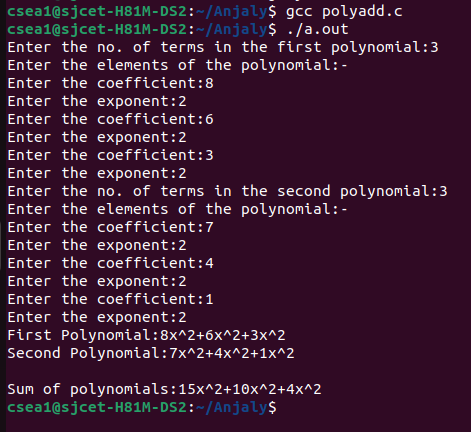 csea1@sjcet-H81M-DS2:~/Anjaly$ gcc polyadd.c
csea1@sjcet-H81M-DS2:~/Anjaly$ ./a.out
Enter the no. of terms in the first polynomial:3
Enter the elements of the polynomial:-
Enter the coefficient:8
Enter the exponent:2
Enter the coefficient:6
Enter the exponent:2
Enter the coefficient:3
Enter the exponent:2
Enter the no. of terms in the second polynomial:3
Enter the elements of the polynomial:-
Enter the coefficient:7
Enter the exponent:2
Enter the coefficient:4
Enter the exponent:2
Enter the coefficient:1
Enter the exponent:2
First Polynomial:8x^2+6x^2+3x^2
Second Polynomial:7x^2+4x^2+1x^2
Sum of polynomials:15x^2+10x^2+4x^2
csea1@sjcet-H81M-DS2:~/Anjaly$